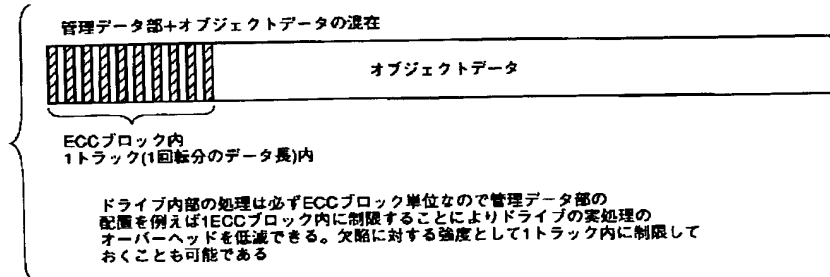 管理データ部+オブジェクトデータの混在
オブジェクトデータ
ECCブロック内
1トラック(1回転分のデータ長)内
ドライブ内部の処理は必ずECCブロック単位なので管理データ部の
配置を例えば1ECCブロック内に制限することによりドライブの実処理の
オーバーヘッドを低減できる。欠陥に対する強度として1トラック内に制限して
おくことも可能である